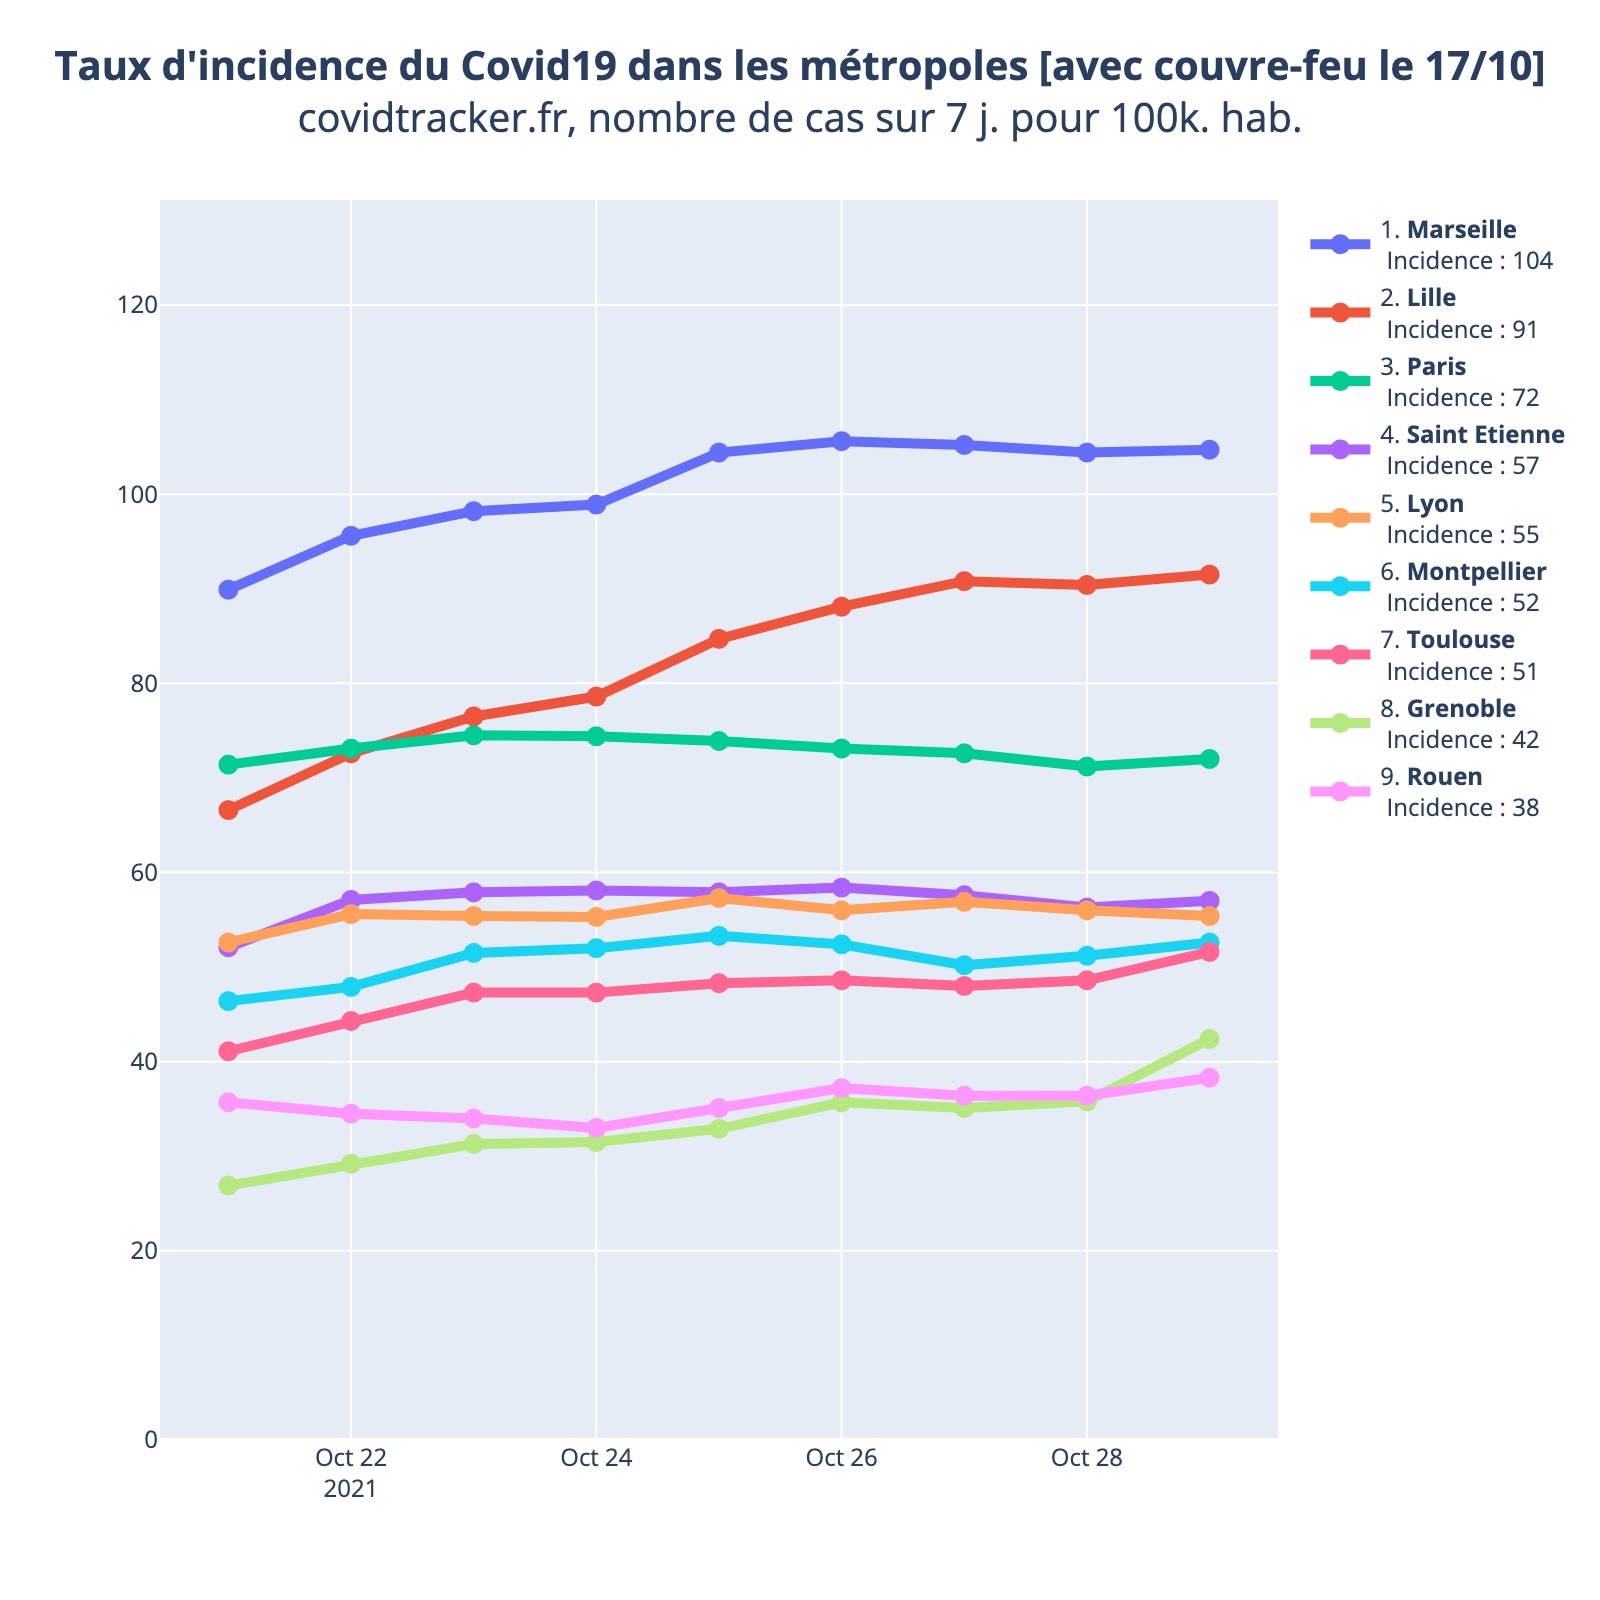 Taux d'incidence du Covid19 dans les métropoles [avec couvre-feu le 17/10]
covidtracker.fr, nombre de cas sur 7 j. pour 100k. hab.
120
100
80
60
40
20
0
Oct 22
2021
Oct 24
Oct 26
Oct 28
1. Marseille
Incidence : 104
2. Lille
Incidence : 91
3. Paris
Incidence : 72
4. Saint Etienne
Incidence : 57
5. Lyon
Incidence : 55
6. Montpellier
Incidence : 52
7. Toulouse
Incidence : 51
8. Grenoble
Incidence : 42
9. Rouen
Incidence : 38